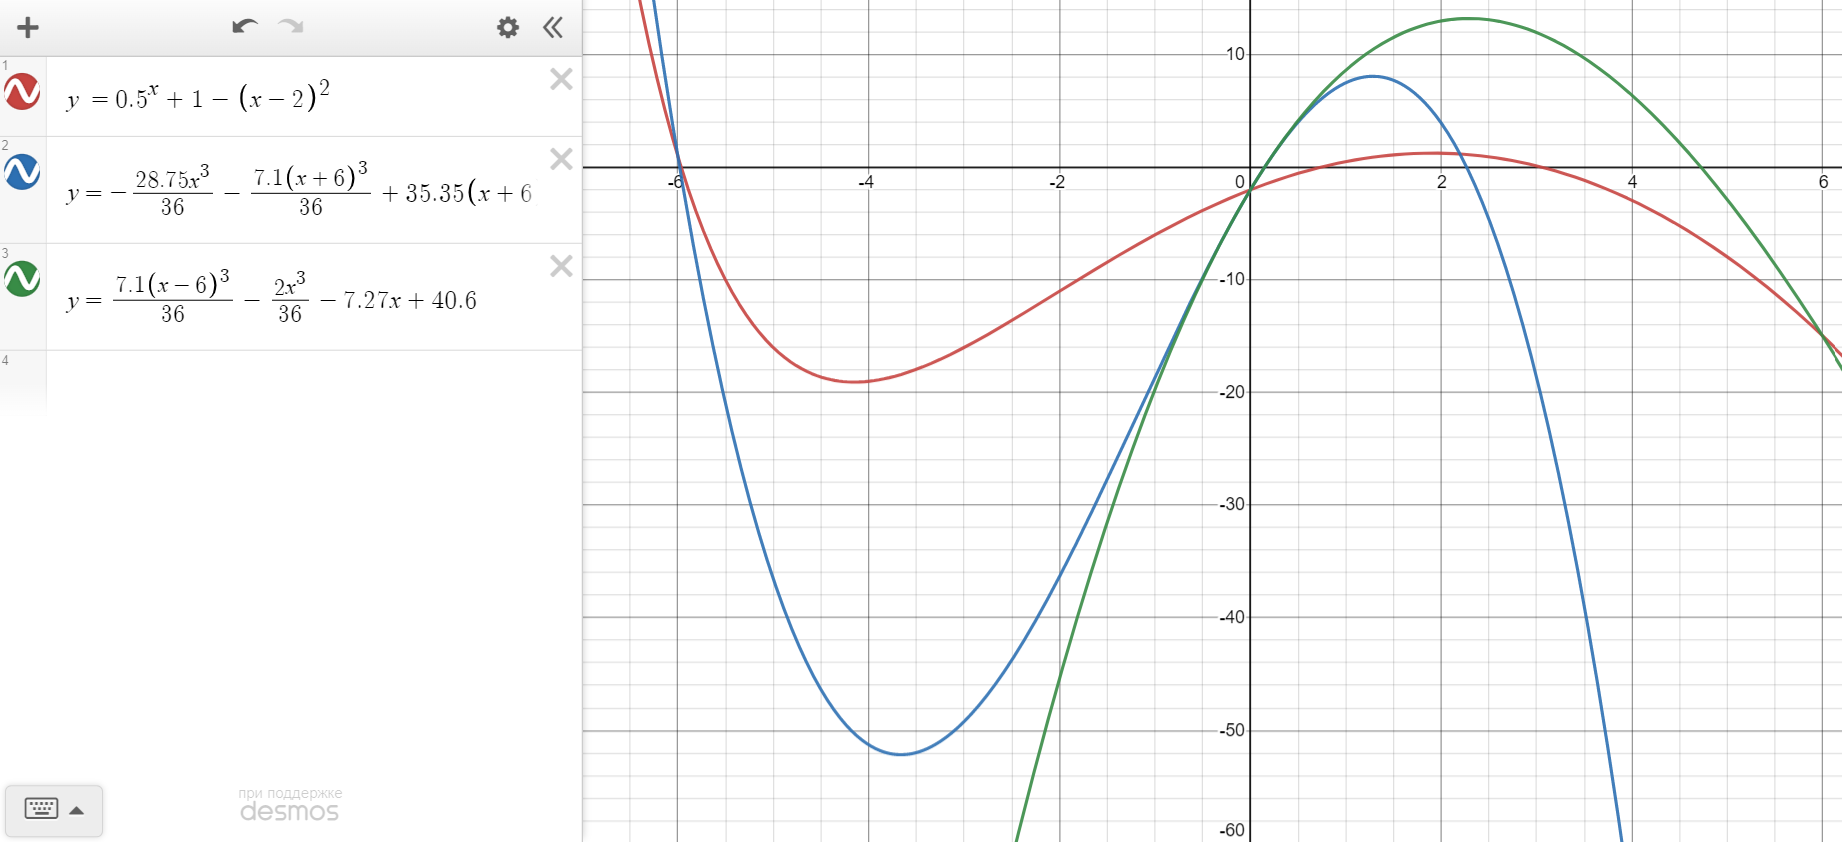 1
y = 0.5^x + 1 − (x − 2)^2
2
y = − 28.75x^3/36 − 7.1(x + 6)^3/36 + 35.35(x + 6
3
y = 7.1(x − 6)^3/36 − 2x^3/36 − 7.27x + 40.6
4
при поддержке
desmos
10
-6 -4 -2 0 2 4 6
-10
-20
-30
-40
-50
-60